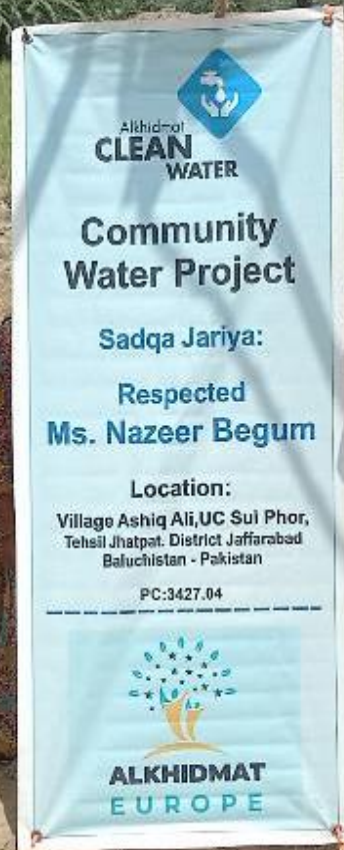 Alkhidmat
CLEAN
WATER
Community
Water Project
Sadqa Jariya:
Respected
Ms. Nazeer Begum
Location:
Village Ashiq Ali,UC Sui Phor,
Tehsil Jhatpat. District Jaffarabad
Baluchistan - Pakistan
PC:3427.04
ALKHIDMAT
EUROPE